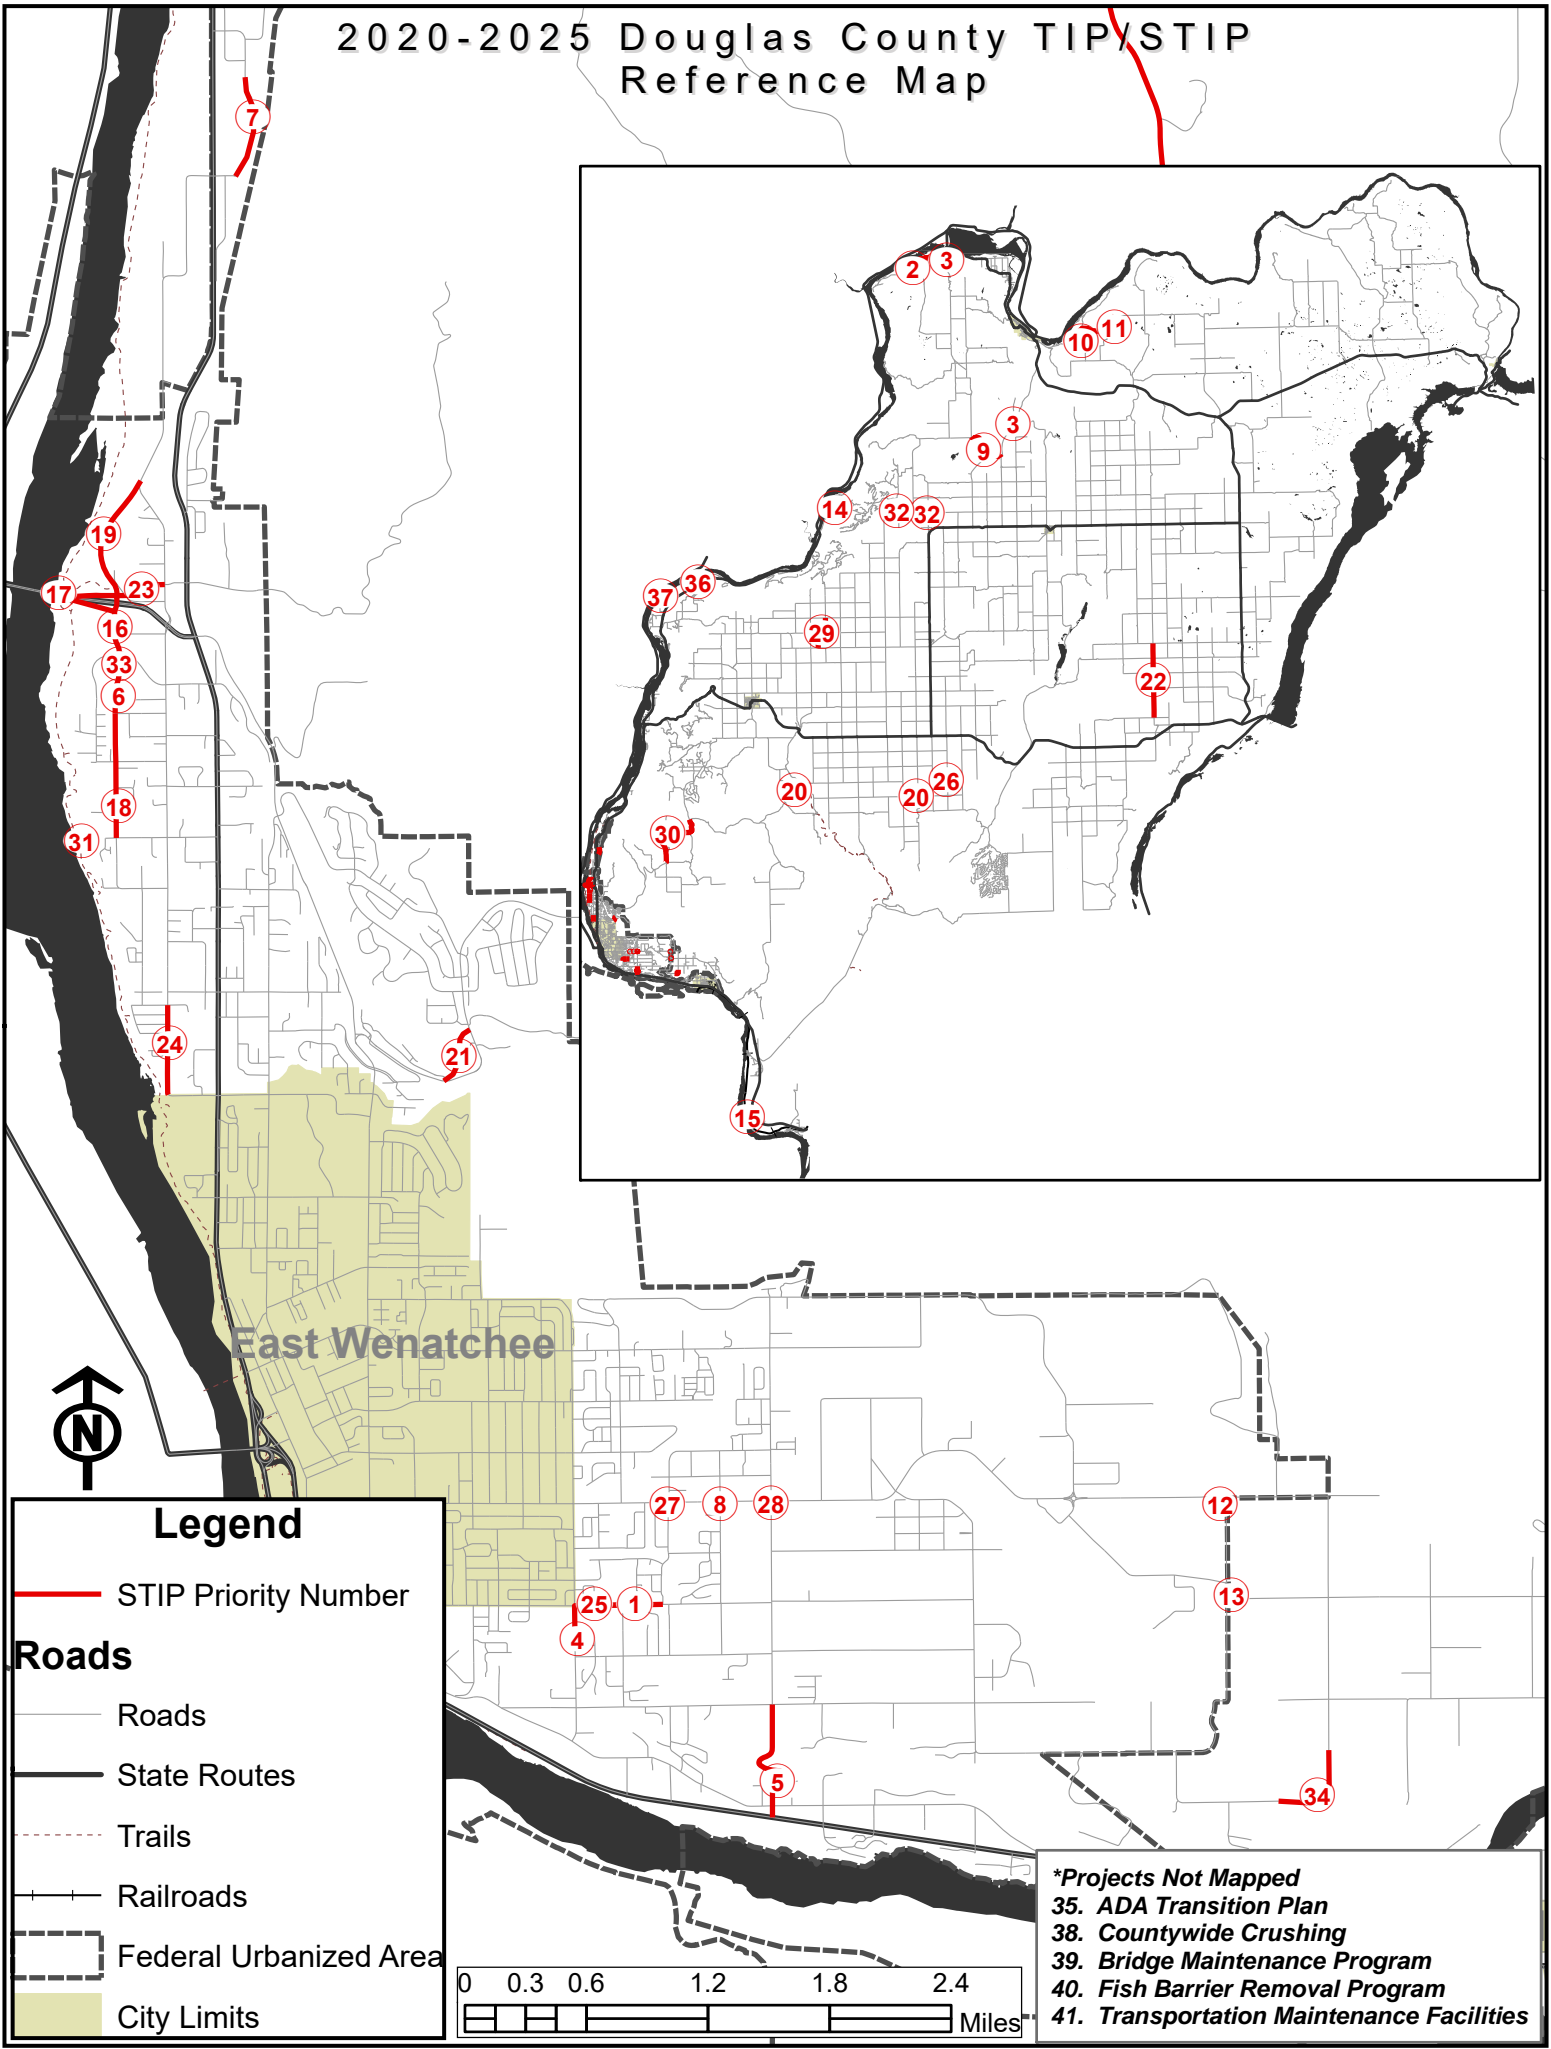 2020-2025 Douglas County TIP/STIP
Reference Map
7
2
3
10
11
3
9
14
32
32
19
17
23
36
37
16
29
33
6
22
18
20
26
20
31
30
24
21
15
East Wenatchee
N
27
8
28
12
25
1
13
4
5
34
Legend
STIP Priority Number
Roads
Roads
State Routes
Trails
Railroads
Federal Urbanized Area
City Limits
0 0.3 0.6 1.2 1.8 2.4
Miles
*Projects Not Mapped
35. ADA Transition Plan
38. Countywide Crushing
39. Bridge Maintenance Program
40. Fish Barrier Removal Program
41. Transportation Maintenance Facilities